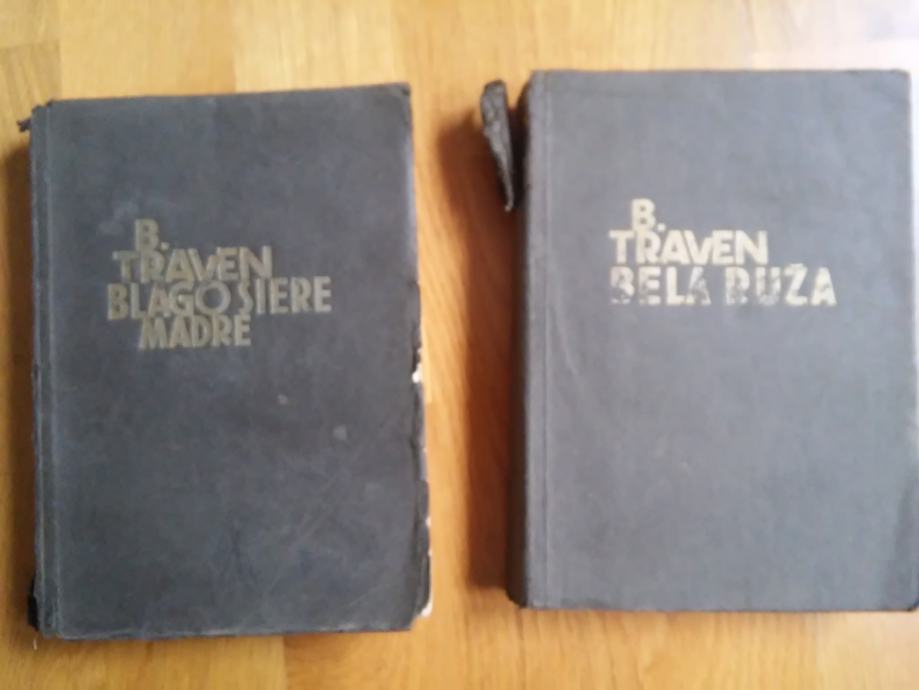 B.
TRAVEN
BLAGO SIERE
MADRE
B.
TRAVEN
BELA RUŽA